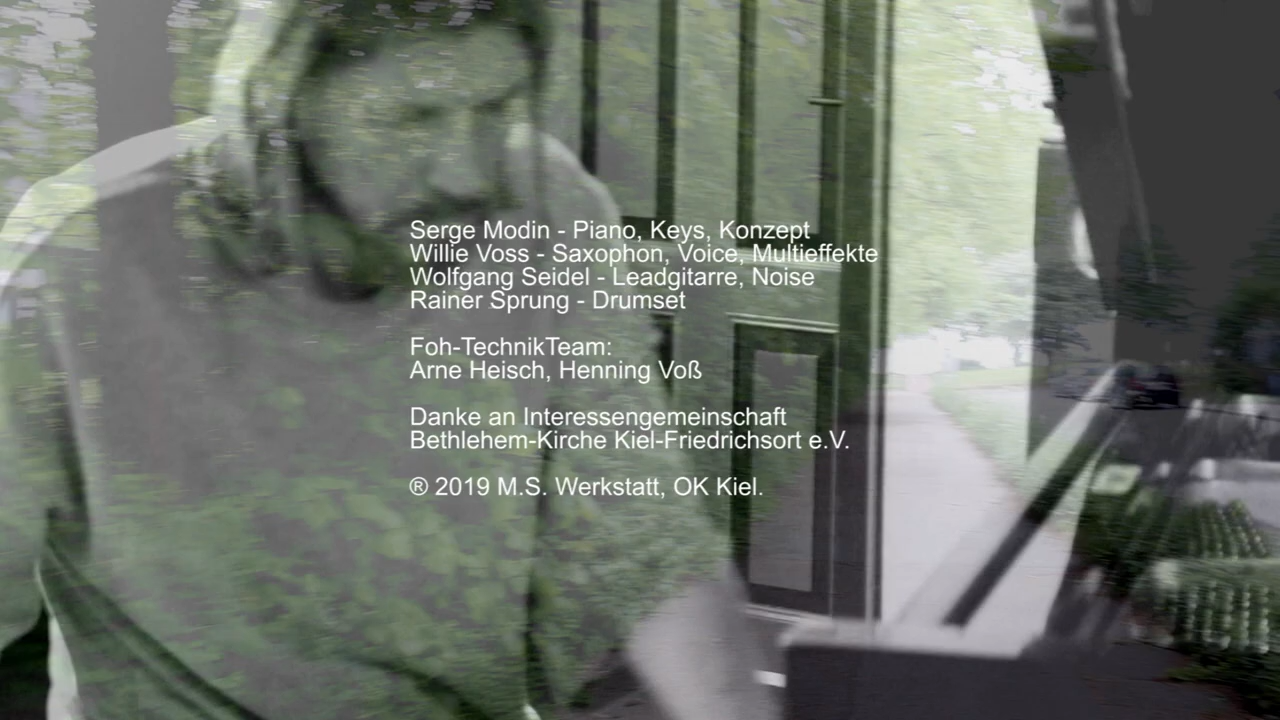 Serge Modin - Piano, Keys, Konzept
Willie Voss - Saxophon, Voice, Multieffekte
Wolfgang Seidel - Leadgitarre, Noise
Rainer Sprung - Drumset
Foh-TechnikTeam:
Arne Heisch, Henning Voß
Danke an Interessengemeinschaft
Bethlehem-Kirche Kiel-Friedrichsort e.V.
® 2019 M.S. Werkstatt, OK Kiel.